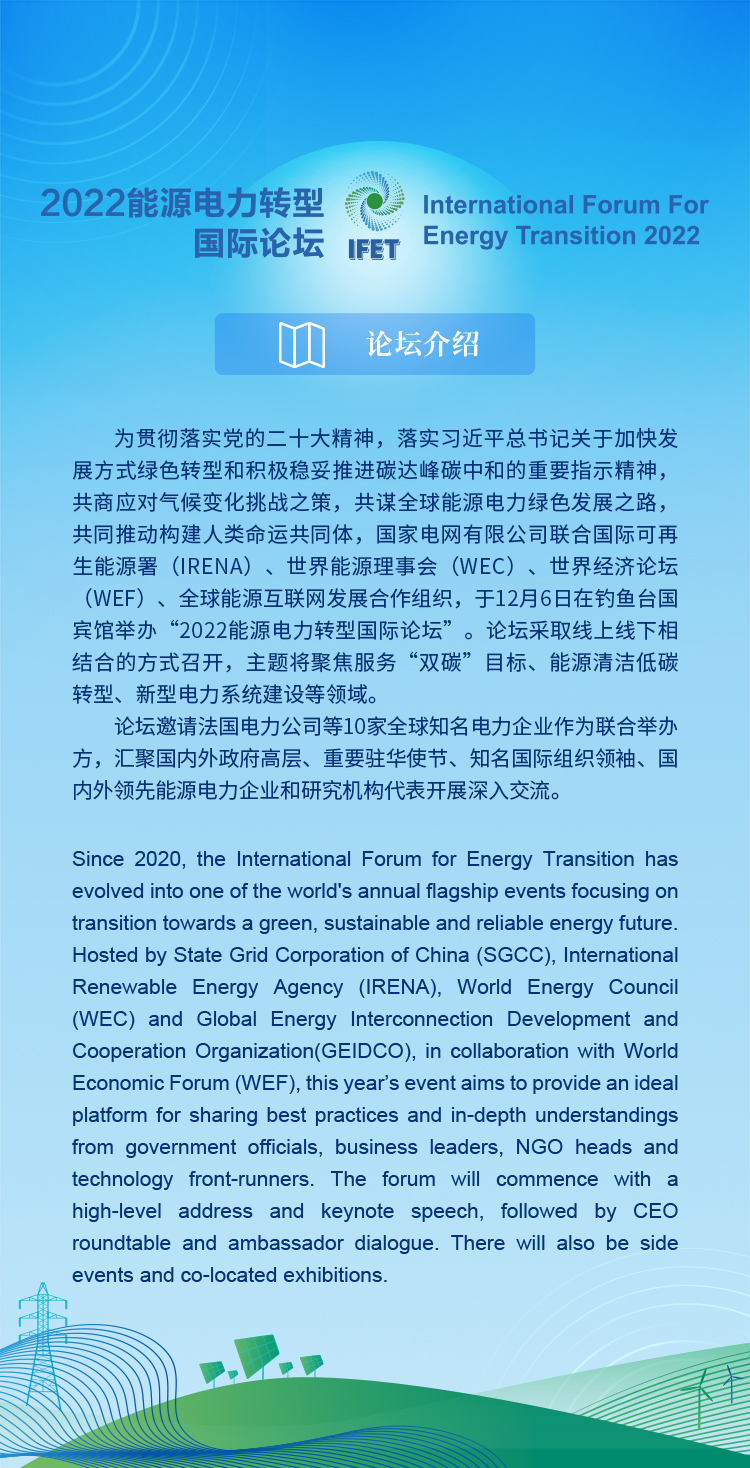 2022能源电力转型
国际论坛
IFET
International Forum For
Energy Transition 2022
论坛介绍
为贯彻落实党的二十大精神，落实习近平总书记关于加快发
展方式绿色转型和积极稳妥推进碳达峰碳中和的重要指示精神，
共商应对气候变化挑战之策，共谋全球能源电力绿色发展之路，
共同推动构建人类命运共同体，国家电网有限公司联合国际可再
生能源署（IRENA）、世界能源理事会（WEC）、世界经济论坛
（WEF）、全球能源互联网发展合作组织，于12月6日在钓鱼台国
宾馆举办“2022能源电力转型国际论坛”。论坛采取线上线下相
结合的方式召开，主题将聚焦服务“双碳”目标、能源清洁低碳
转型、新型电力系统建设等领域。
论坛邀请法国电力公司等10家全球知名电力企业作为联合举办
方，汇聚国内外政府高层、重要驻华使节、知名国际组织领袖、国
内外领先能源电力企业和研究机构代表开展深入交流。
Since 2020, the International Forum for Energy Transition has
evolved into one of the world's annual flagship events focusing on
transition towards a green, sustainable and reliable energy future.
Hosted by State Grid Corporation of China (SGCC), International
Renewable Energy Agency (IRENA), World Energy Council
(WEC) and Global Energy Interconnection Development and
Cooperation Organization(GEIDCO), in collaboration with World
Economic Forum (WEF), this year’s event aims to provide an ideal
platform for sharing best practices and in-depth understandings
from government officials, business leaders, NGO heads and
technology front-runners. The forum will commence with a
high-level address and keynote speech, followed by CEO
roundtable and ambassador dialogue. There will also be side
events and co-located exhibitions.